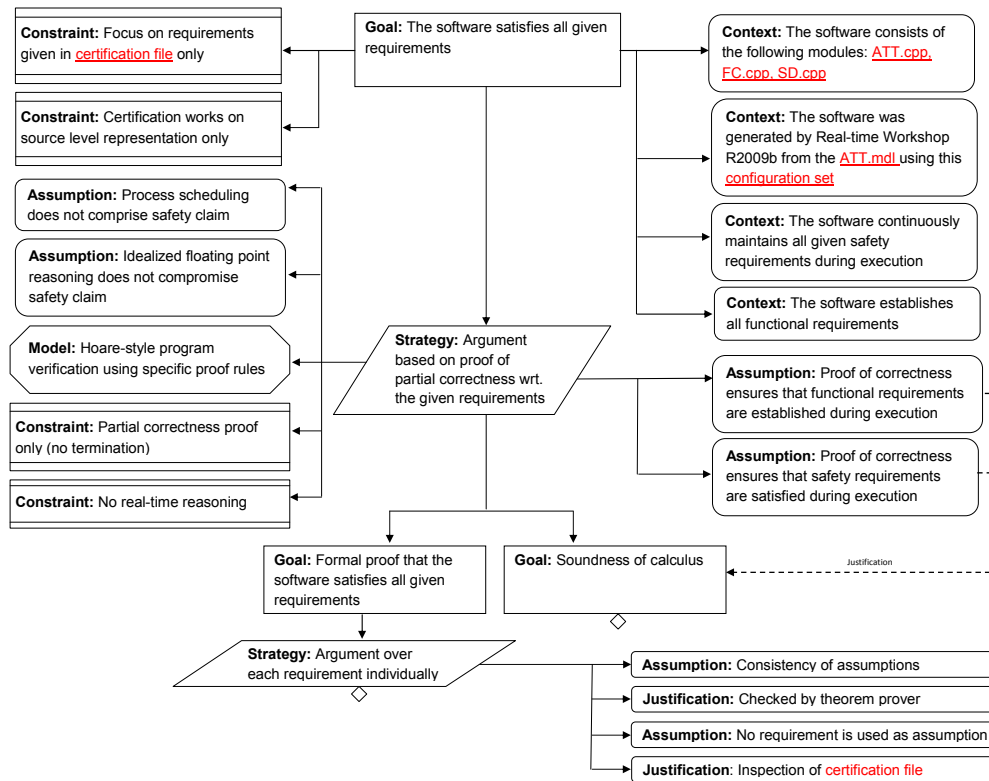 Goal: The software satisfies all given
requirements
Constraint: Focus on requirements
given in certification file only
Constraint: Certification works on
source level representation only
Assumption: Process scheduling
does not comprise safety claim
Assumption: Idealized floating point
reasoning does not compromise
safety claim
Model: Hoare-style program
verification using specific proof rules
Constraint: Partial correctness proof
only (no termination)
Constraint: No real-time reasoning
Context: The software consists of
the following modules: ATT.cpp,
FC.cpp, SD.cpp
Context: The software was
generated by Real-time Workshop
R2009b from the ATT.mdl using this
configuration set
Context: The software continuously
maintains all given safety
requirements during execution
Context: The software establishes
all functional requirements
Strategy: Argument
based on proof of
partial correctness wrt.
the given requirements
Assumption: Proof of correctness
ensures that functional requirements
are established during execution
Assumption: Proof of correctness
ensures that safety requirements
are satisfied during execution
Goal: Formal proof that the
software satisfies all given
requirements
Goal: Soundness of calculus
Justification
Strategy: Argument over
each requirement individually
Assumption: Consistency of assumptions
Justification: Checked by theorem prover
Assumption: No requirement is used as assumption
Justification: Inspection of certification file